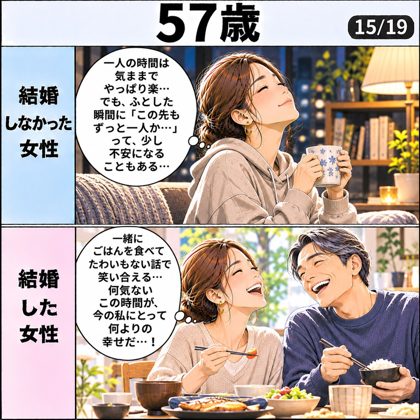 57歳
15/19
結婚
しなかった
女性
一人の時間は
気ままで
やっぱり楽…
でも、ふとした
瞬間に「この先も
ずっと一人か…」
って、少し
不安になる
こともある…
結婚
した
女性
一緒に
ごはんを食べて
たわいもない話で
笑い合える…
何気ない
この時間が、
今の私にとって
何よりの
幸せだ…!